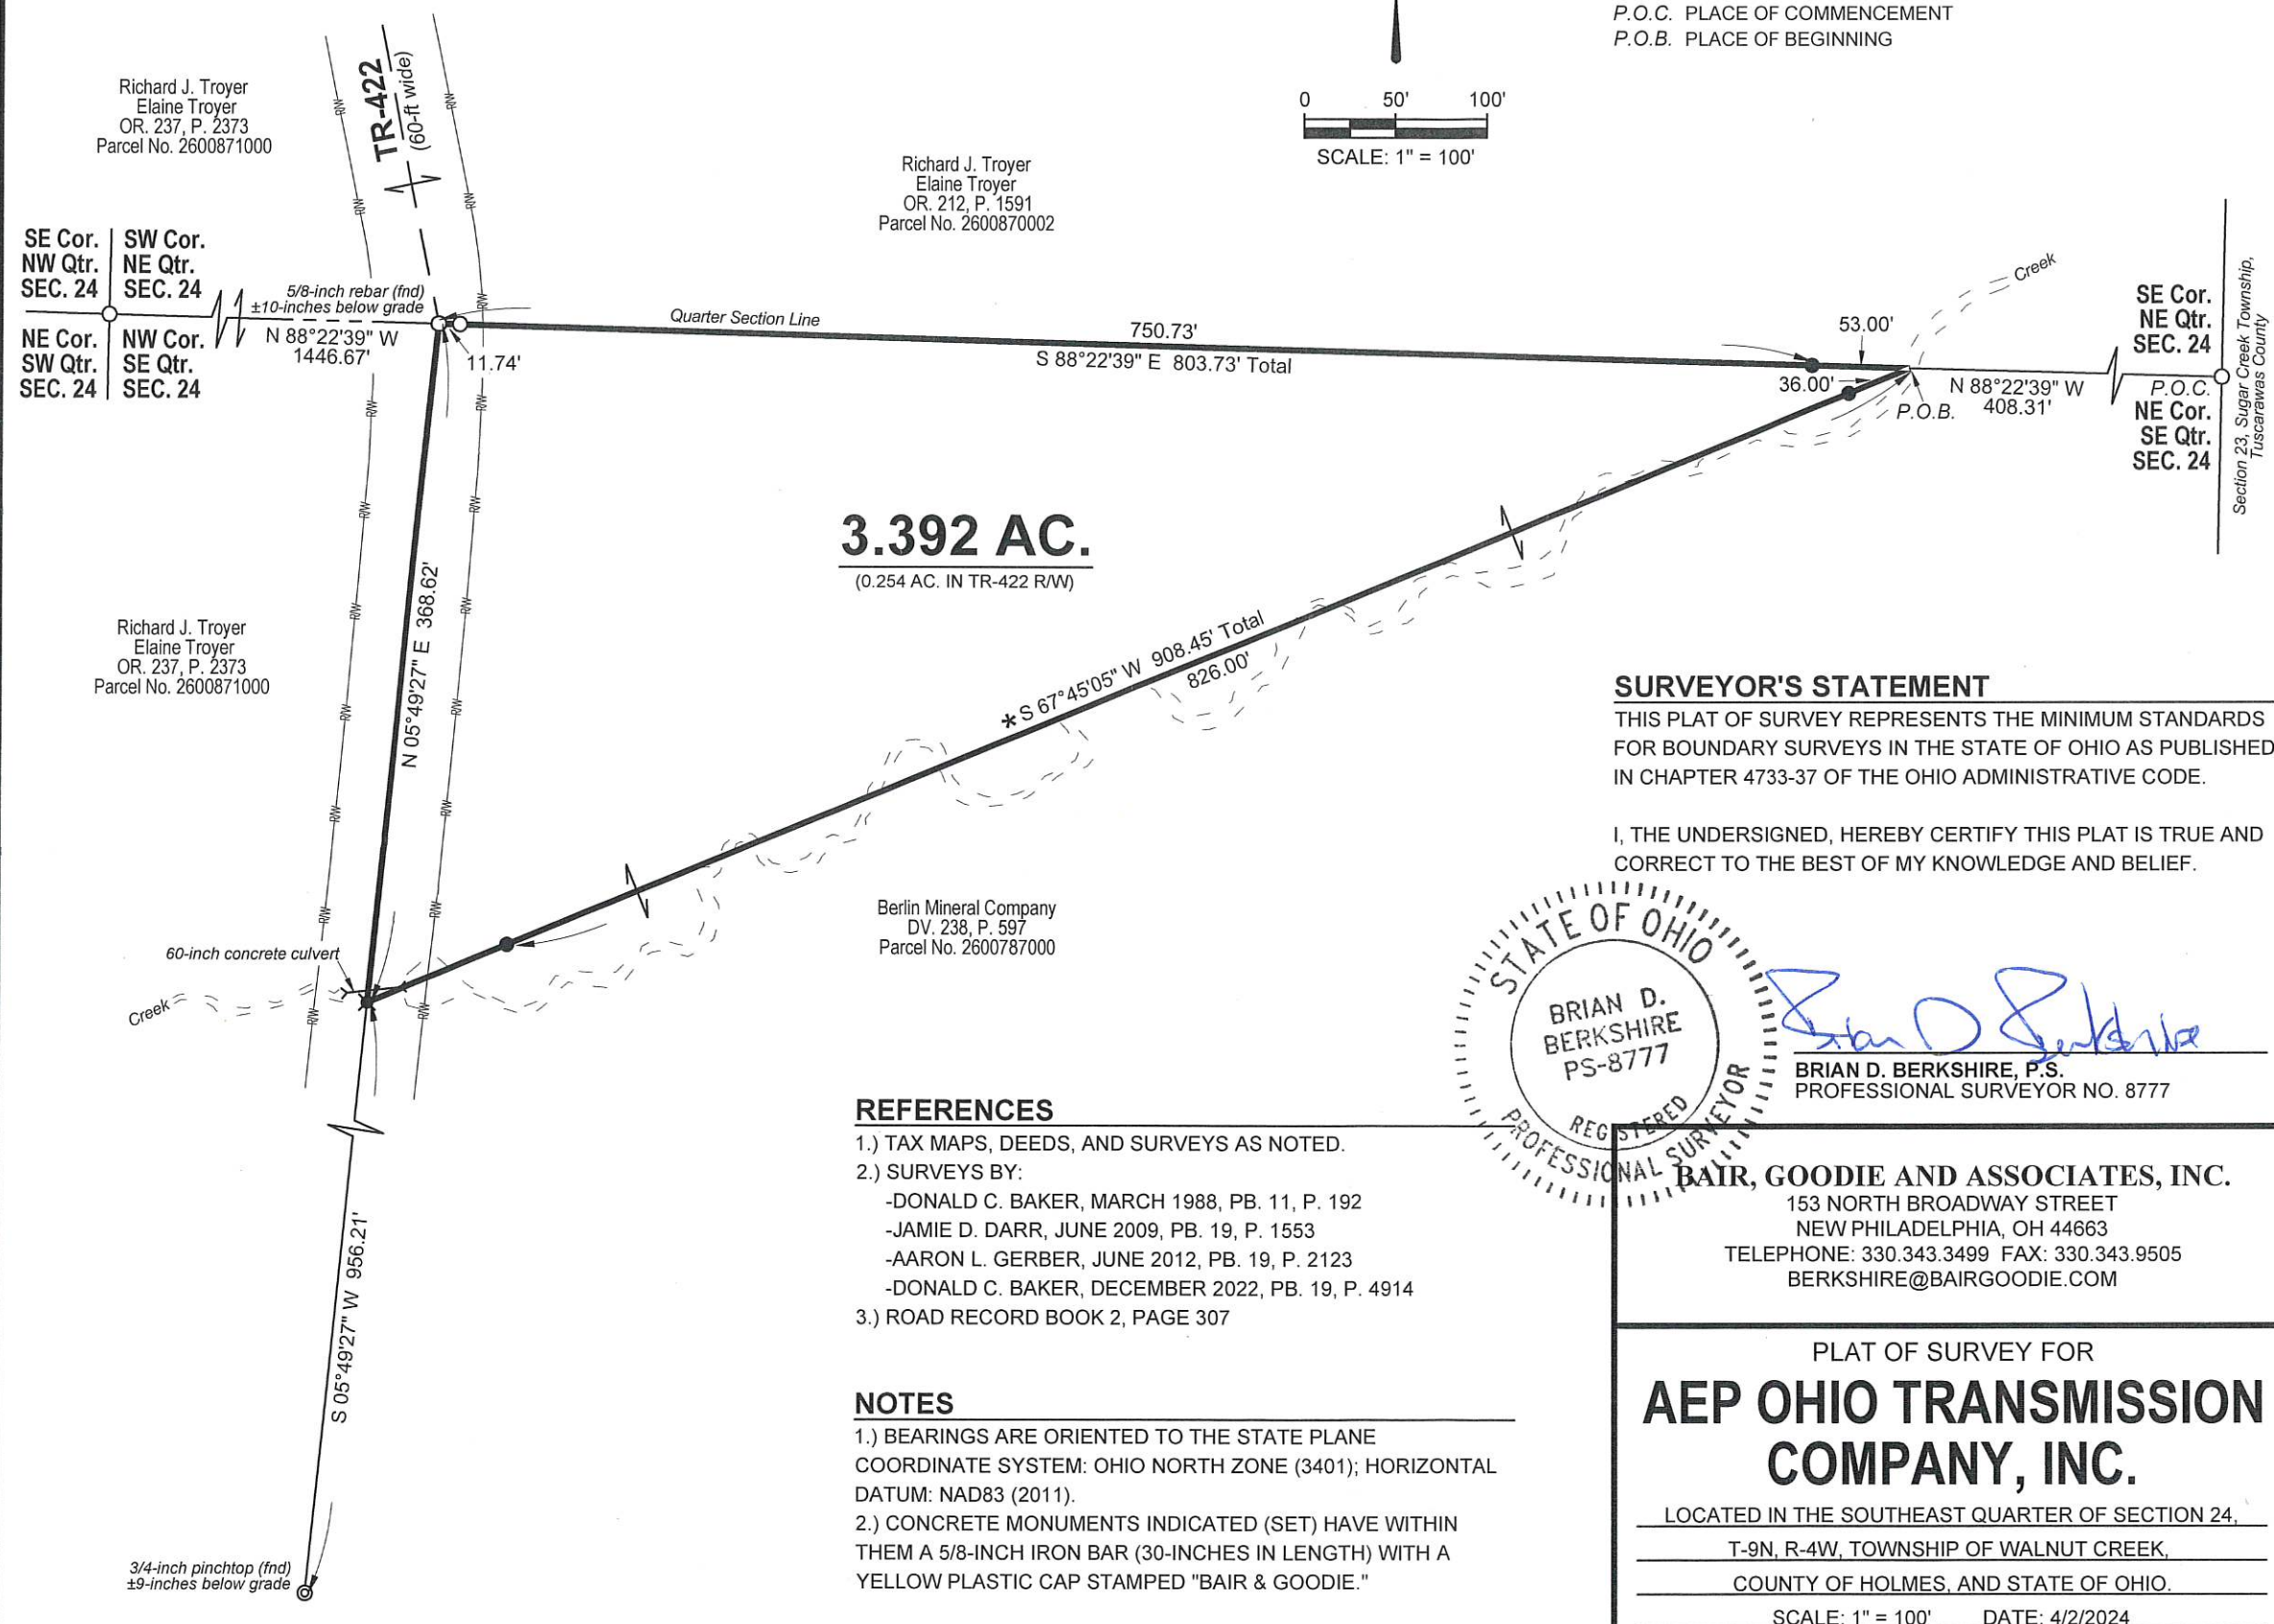 P.O.C. PLACE OF COMMENCEMENT
P.O.B. PLACE OF BEGINNING
0 50' 100'
SCALE: 1" = 100'
TR-422
(60-ft wide)
Richard J. Troyer
Elaine Troyer
OR. 237, P. 2373
Parcel No. 2600871000
Richard J. Troyer
Elaine Troyer
OR. 212, P. 1591
Parcel No. 2600870002
SE Cor.
NW Qtr.
SEC. 24
SW Cor.
NE Qtr.
SEC. 24
NE Cor.
SW Qtr.
SEC. 24
NW Cor.
SE Qtr.
SEC. 24
5/8-inch rebar (fnd)
±10-inches below grade
N 88°22'39" W
1446.67'
11.74'
Quarter Section Line
750.73'
S 88°22'39" E 803.73' Total
53.00'
36.00'
Creek
P.O.B.
N 88°22'39" W
408.31'
SE Cor.
NE Qtr.
SEC. 24
P.O.C.
NE Cor.
SE Qtr.
SEC. 24
Section 23, Sugar Creek Township,
Tuscarawas County
R/W R/W R/W R/W R/W R/W R/W R/W R/W R/W
R/W R/W R/W R/W R/W R/W R/W R/W R/W
3.392 AC.
(0.254 AC. IN TR-422 R/W)
N 05°49'27" E 368.62'
Richard J. Troyer
Elaine Troyer
OR. 237, P. 2373
Parcel No. 2600871000
* S 67°45'05" W 908.45' Total
826.00'
Berlin Mineral Company
DV. 238, P. 597
Parcel No. 2600787000
60-inch concrete culvert
Creek
S 05°49'27" W 956.21'
3/4-inch pinchtop (fnd)
±9-inches below grade
SURVEYOR'S STATEMENT
THIS PLAT OF SURVEY REPRESENTS THE MINIMUM STANDARDS
FOR BOUNDARY SURVEYS IN THE STATE OF OHIO AS PUBLISHED
IN CHAPTER 4733-37 OF THE OHIO ADMINISTRATIVE CODE.
I, THE UNDERSIGNED, HEREBY CERTIFY THIS PLAT IS TRUE AND
CORRECT TO THE BEST OF MY KNOWLEDGE AND BELIEF.
STATE OF OHIO
BRIAN D.
BERKSHIRE
PS-8777
REGISTERED
PROFESSIONAL SURVEYOR
Brian D Berkshire
BRIAN D. BERKSHIRE, P.S.
PROFESSIONAL SURVEYOR NO. 8777
REFERENCES
1.) TAX MAPS, DEEDS, AND SURVEYS AS NOTED.
2.) SURVEYS BY:
-DONALD C. BAKER, MARCH 1988, PB. 11, P. 192
-JAMIE D. DARR, JUNE 2009, PB. 19, P. 1553
-AARON L. GERBER, JUNE 2012, PB. 19, P. 2123
-DONALD C. BAKER, DECEMBER 2022, PB. 19, P. 4914
3.) ROAD RECORD BOOK 2, PAGE 307
NOTES
1.) BEARINGS ARE ORIENTED TO THE STATE PLANE
COORDINATE SYSTEM: OHIO NORTH ZONE (3401); HORIZONTAL
DATUM: NAD83 (2011).
2.) CONCRETE MONUMENTS INDICATED (SET) HAVE WITHIN
THEM A 5/8-INCH IRON BAR (30-INCHES IN LENGTH) WITH A
YELLOW PLASTIC CAP STAMPED "BAIR & GOODIE."
BAIR, GOODIE AND ASSOCIATES, INC.
153 NORTH BROADWAY STREET
NEW PHILADELPHIA, OH 44663
TELEPHONE: 330.343.3499 FAX: 330.343.9505
BERKSHIRE@BAIRGOODIE.COM
PLAT OF SURVEY FOR
AEP OHIO TRANSMISSION
COMPANY, INC.
LOCATED IN THE SOUTHEAST QUARTER OF SECTION 24,
T-9N, R-4W, TOWNSHIP OF WALNUT CREEK,
COUNTY OF HOLMES, AND STATE OF OHIO.
SCALE: 1" = 100' DATE: 4/2/2024